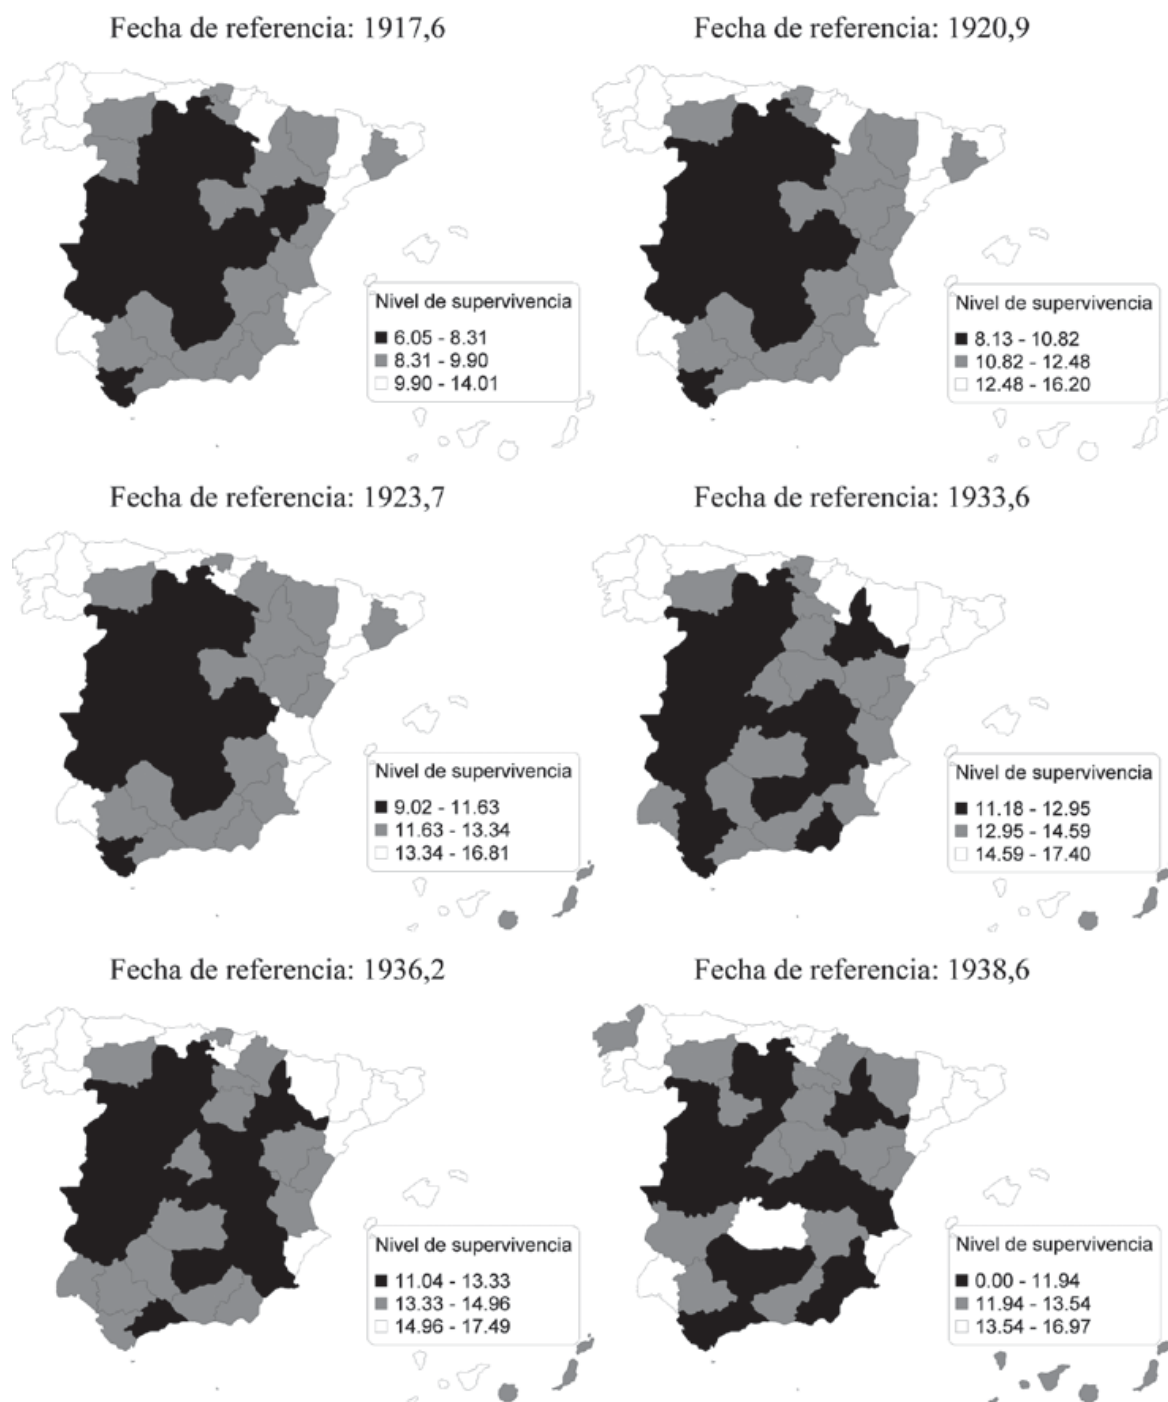 Fecha de referencia: 1917,6
Nivel de supervivencia
6.05 - 8.31
8.31 - 9.90
9.90 - 14.01
Fecha de referencia: 1920,9
Nivel de supervivencia
8.13 - 10.82
10.82 - 12.48
12.48 - 16.20
Fecha de referencia: 1923,7
Nivel de supervivencia
9.02 - 11.63
11.63 - 13.34
13.34 - 16.81
Fecha de referencia: 1933,6
Nivel de supervivencia
11.18 - 12.95
12.95 - 14.59
14.59 - 17.40
Fecha de referencia: 1936,2
Nivel de supervivencia
11.04 - 13.33
13.33 - 14.96
14.96 - 17.49
Fecha de referencia: 1938,6
Nivel de supervivencia
0.00 - 11.94
11.94 - 13.54
13.54 - 16.97